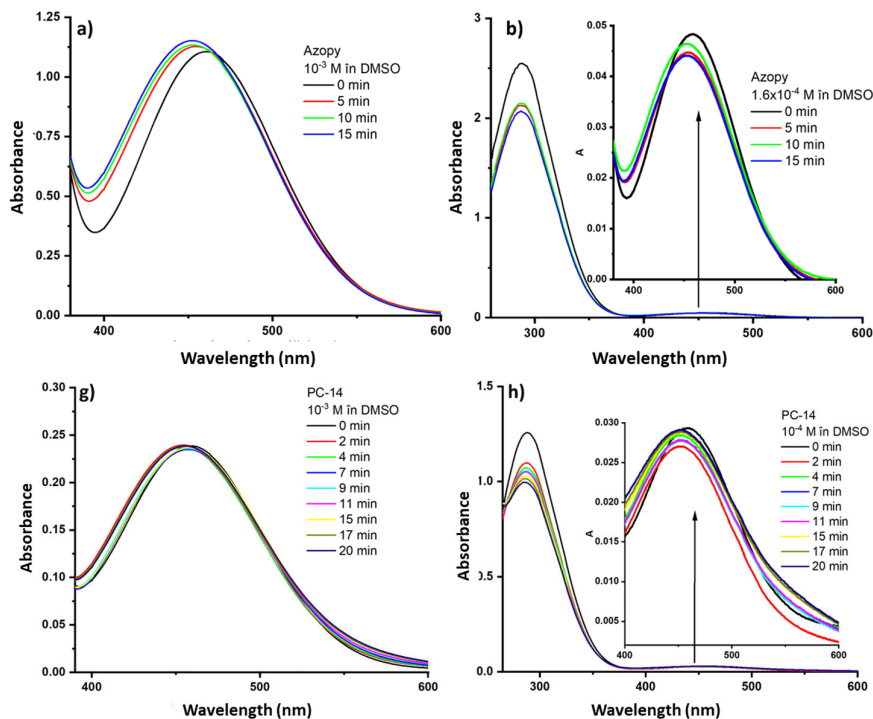 a)
Azopy
10⁻³ M în DMSO
0 min
5 min
10 min
15 min
1.25
1.00
0.75
0.50
0.25
0.00
400
500
600
Absorbance
Wavelength (nm)
b)
3
2
1
0
300
400
500
600
Absorbance
Wavelength (nm)
0.05
0.04
0.03
0.02
0.01
0.00
400
500
600
A
Azopy
1.6x10⁻⁴ M în DMSO
0 min
5 min
10 min
15 min
g)
PC-14
10⁻³ M în DMSO
0 min
2 min
4 min
7 min
9 min
11 min
15 min
17 min
20 min
0.30
0.25
0.20
0.15
0.10
0.05
0.00
400
500
600
Absorbance
Wavelength (nm)
h)
1.5
1.0
0.5
0.0
300
400
500
600
Absorbance
Wavelength (nm)
0.030
0.025
0.020
0.015
0.010
0.005
400
500
600
A
PC-14
10⁻⁴ M în DMSO
0 min
2 min
4 min
7 min
9 min
11 min
15 min
17 min
20 min